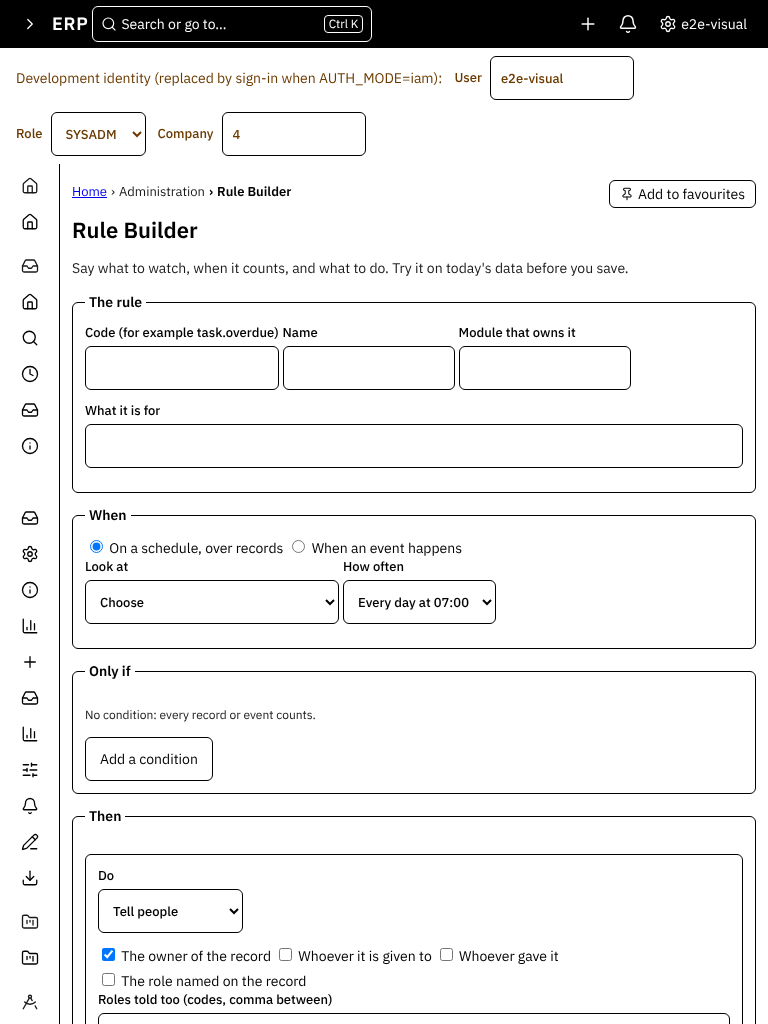 ERP
Search or go to... Ctrl K
e2e-visual
Development identity (replaced by sign-in when AUTH_MODE=iam): User e2e-visual
Role SYSADM Company 4
Home › Administration › Rule Builder
Add to favourites
Rule Builder
Say what to watch, when it counts, and what to do. Try it on today's data before you save.
The rule
Code (for example task.overdue) Name Module that owns it
What it is for
When
On a schedule, over records When an event happens
Look at How often
Choose Every day at 07:00
Only if
No condition: every record or event counts.
Add a condition
Then
Do
Tell people
The owner of the record Whoever it is given to Whoever gave it
The role named on the record
Roles told too (codes, comma between)